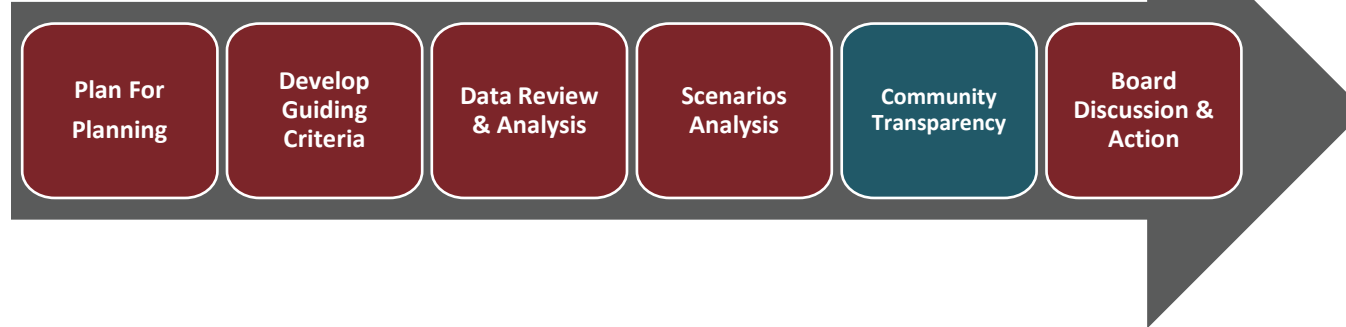 Plan For
Planning
Develop
Guiding
Criteria
Data Review
& Analysis
Scenarios
Analysis
Community
Transparency
Board
Discussion &
Action